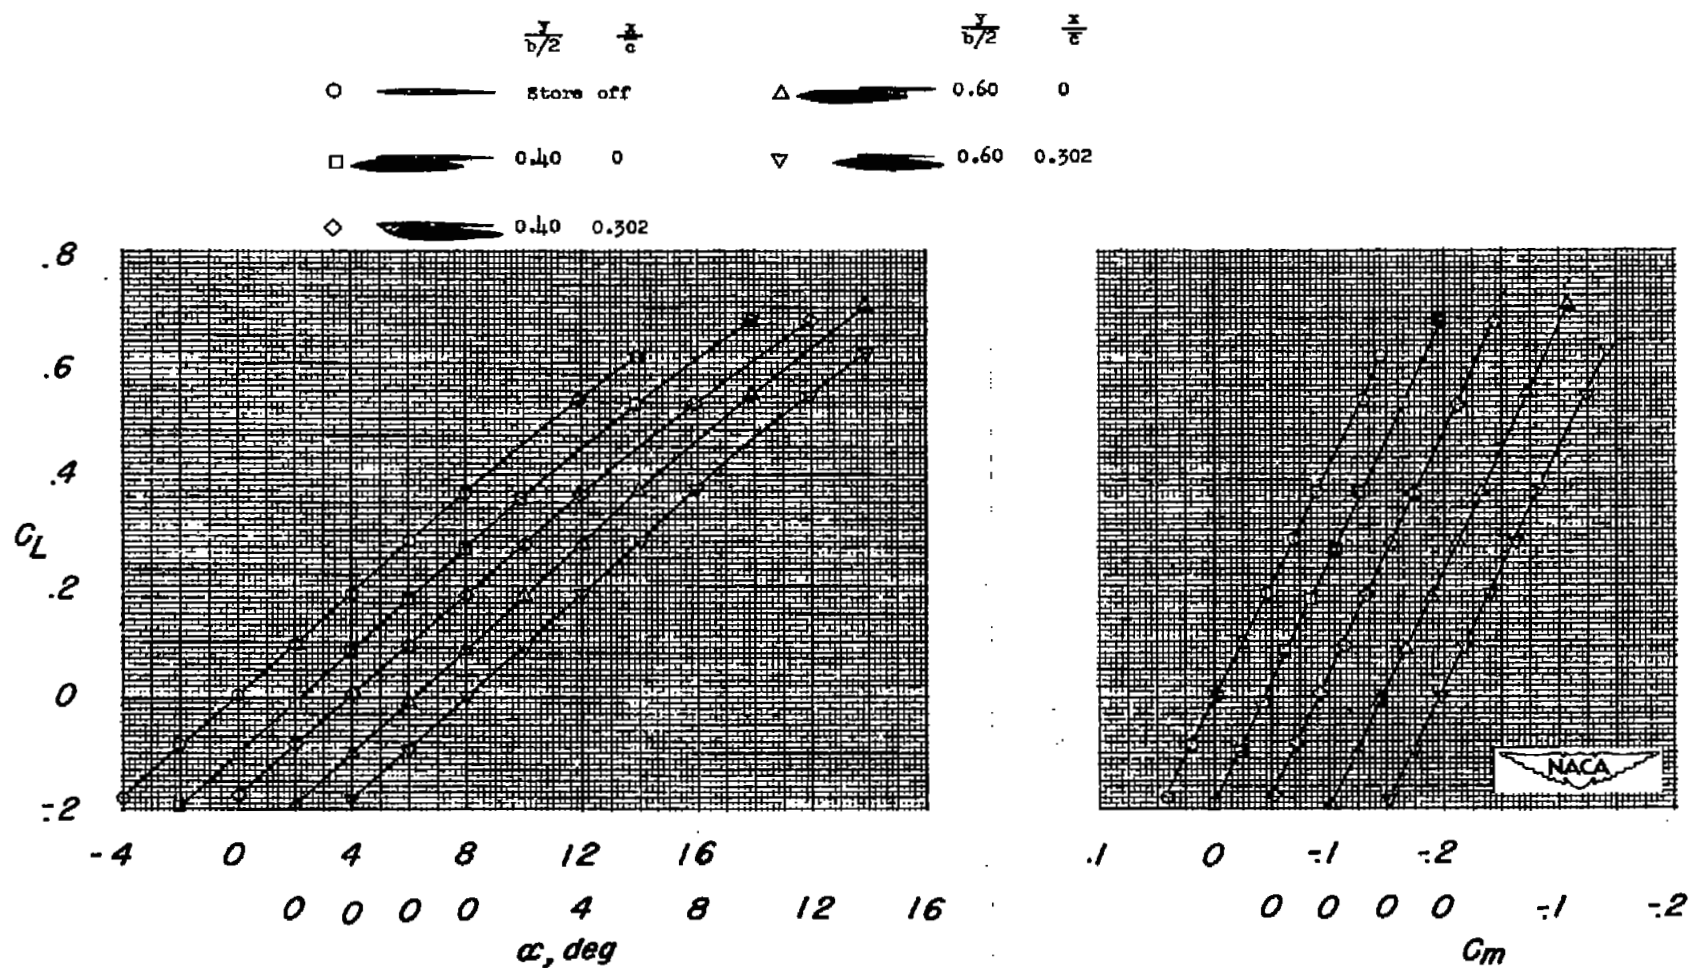 y/b/2 x/c̄ y/b/2 x/c̄
Store off 0.60 0
0.40 0 0.60 0.302
0.40 0.302
.8
.6
.4
C_L
.2
0
-.2
-4 0 4 8 12 16 .1 0 -.1 -.2
0 0 0 0 4 8 12 16 0 0 0 0 -.1 -.2
α, deg C_m
NACA